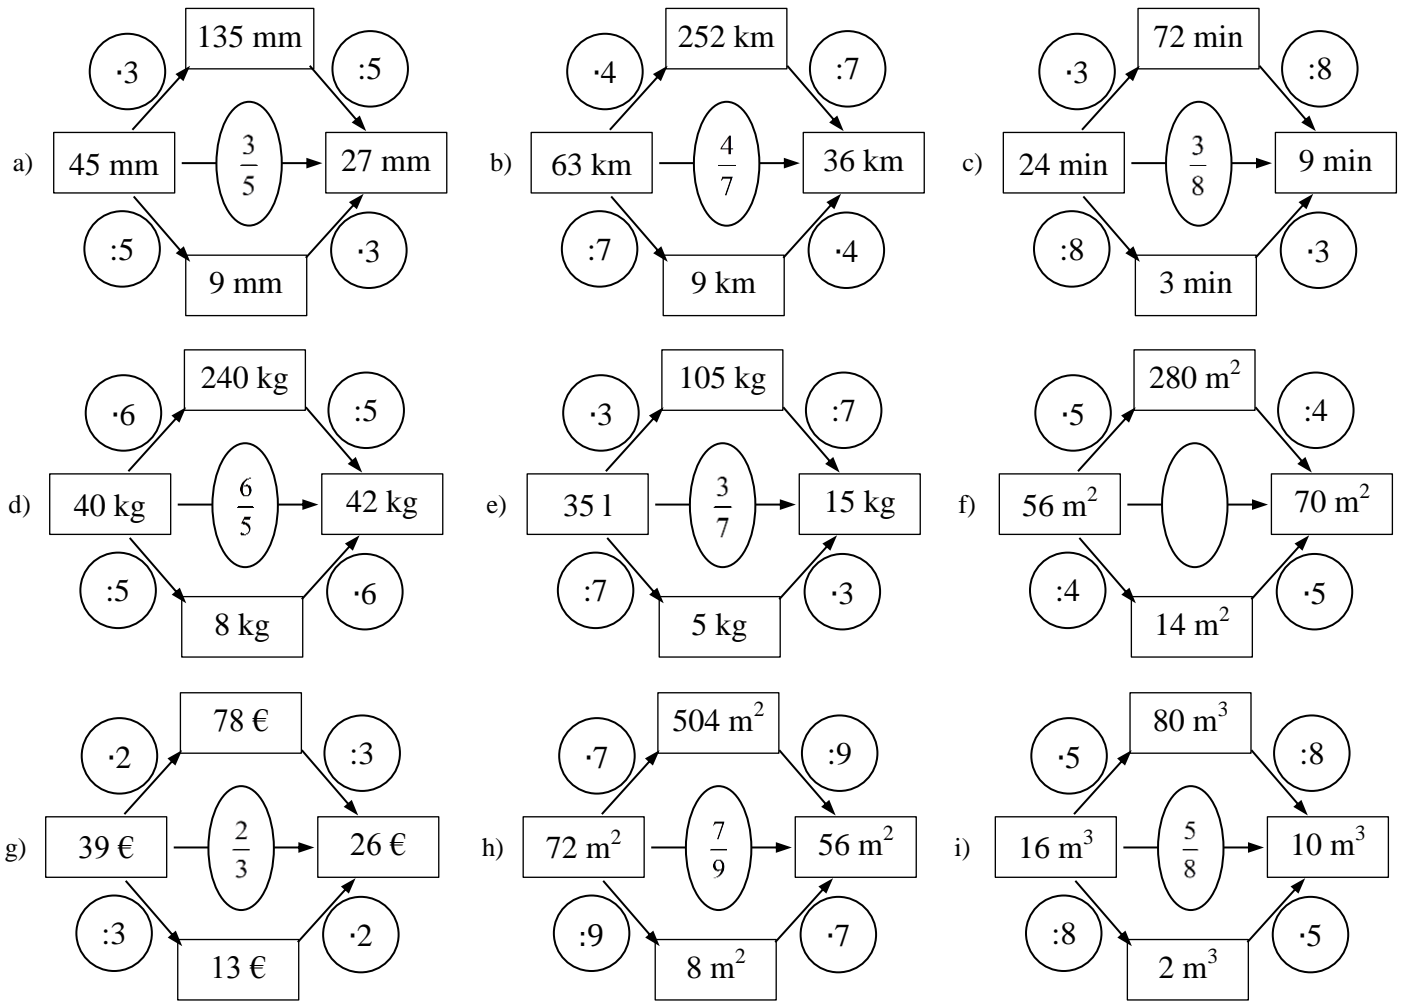 135 mm
252 km
72 min
·3
:5
·4
:7
·3
:8
a)
45 mm
3/5
27 mm
b)
63 km
4/7
36 km
c)
24 min
3/8
9 min
:5
·3
:7
·4
:8
·3
9 mm
9 km
3 min
240 kg
105 kg
280 m²
·6
:5
·3
:7
·5
:4
d)
40 kg
6/5
42 kg
e)
35 l
3/7
15 kg
f)
56 m²
70 m²
:5
·6
:7
·3
:4
·5
8 kg
5 kg
14 m²
78 €
504 m²
80 m³
·2
:3
·7
:9
·5
:8
g)
39 €
2/3
26 €
h)
72 m²
7/9
56 m²
i)
16 m³
5/8
10 m³
:3
·2
:9
·7
:8
·5
13 €
8 m²
2 m³